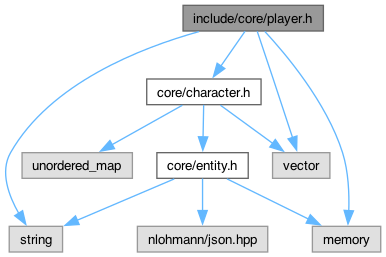 include/core/player.h
core/character.h
unordered_map
core/entity.h
vector
string
nlohmann/json.hpp
memory